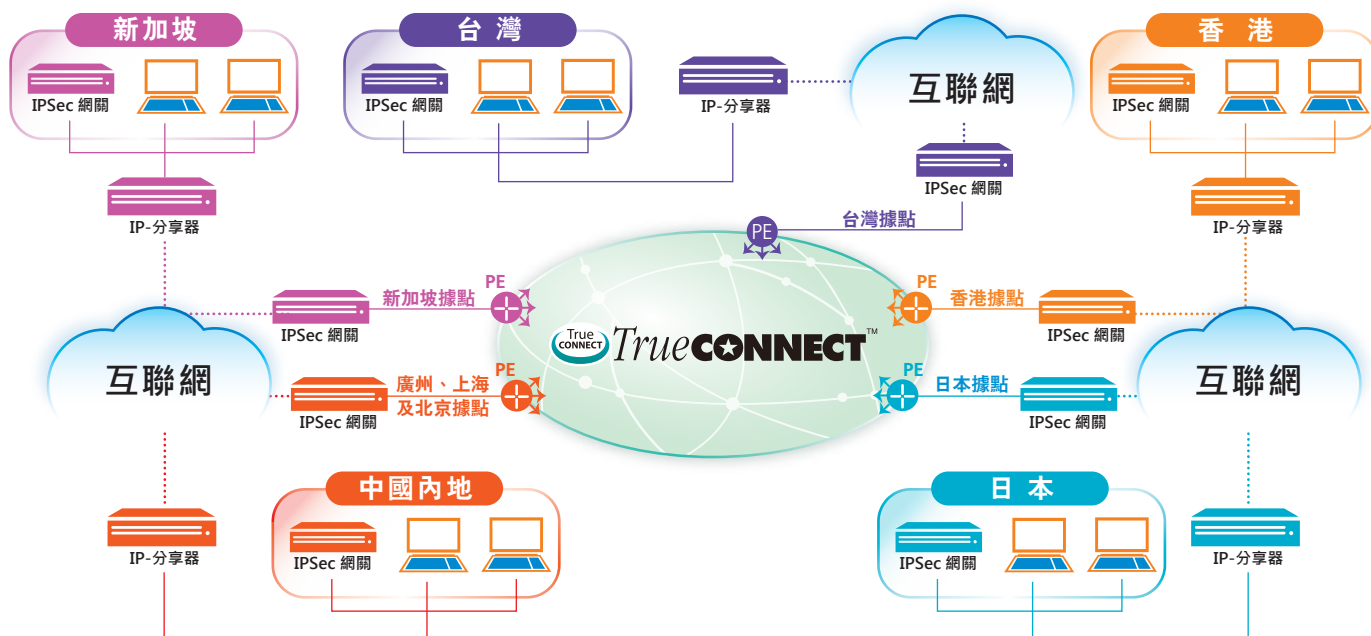 新加坡
IPSec 網關
IP-分享器
台 灣
IPSec 網關
IP-分享器
互聯網
IPSec 網關
台灣據點
PE
香 港
IPSec 網關
IP-分享器
PE
新加坡據點
IPSec 網關
PE
香港據點
IPSec 網關
互聯網
True
CONNECT
TrueCONNECT™
互聯網
PE
廣州、上海
及北京據點
IPSec 網關
PE
日本據點
IPSec 網關
中國內地
IPSec 網關
IP-分享器
日 本
IPSec 網關
IP-分享器